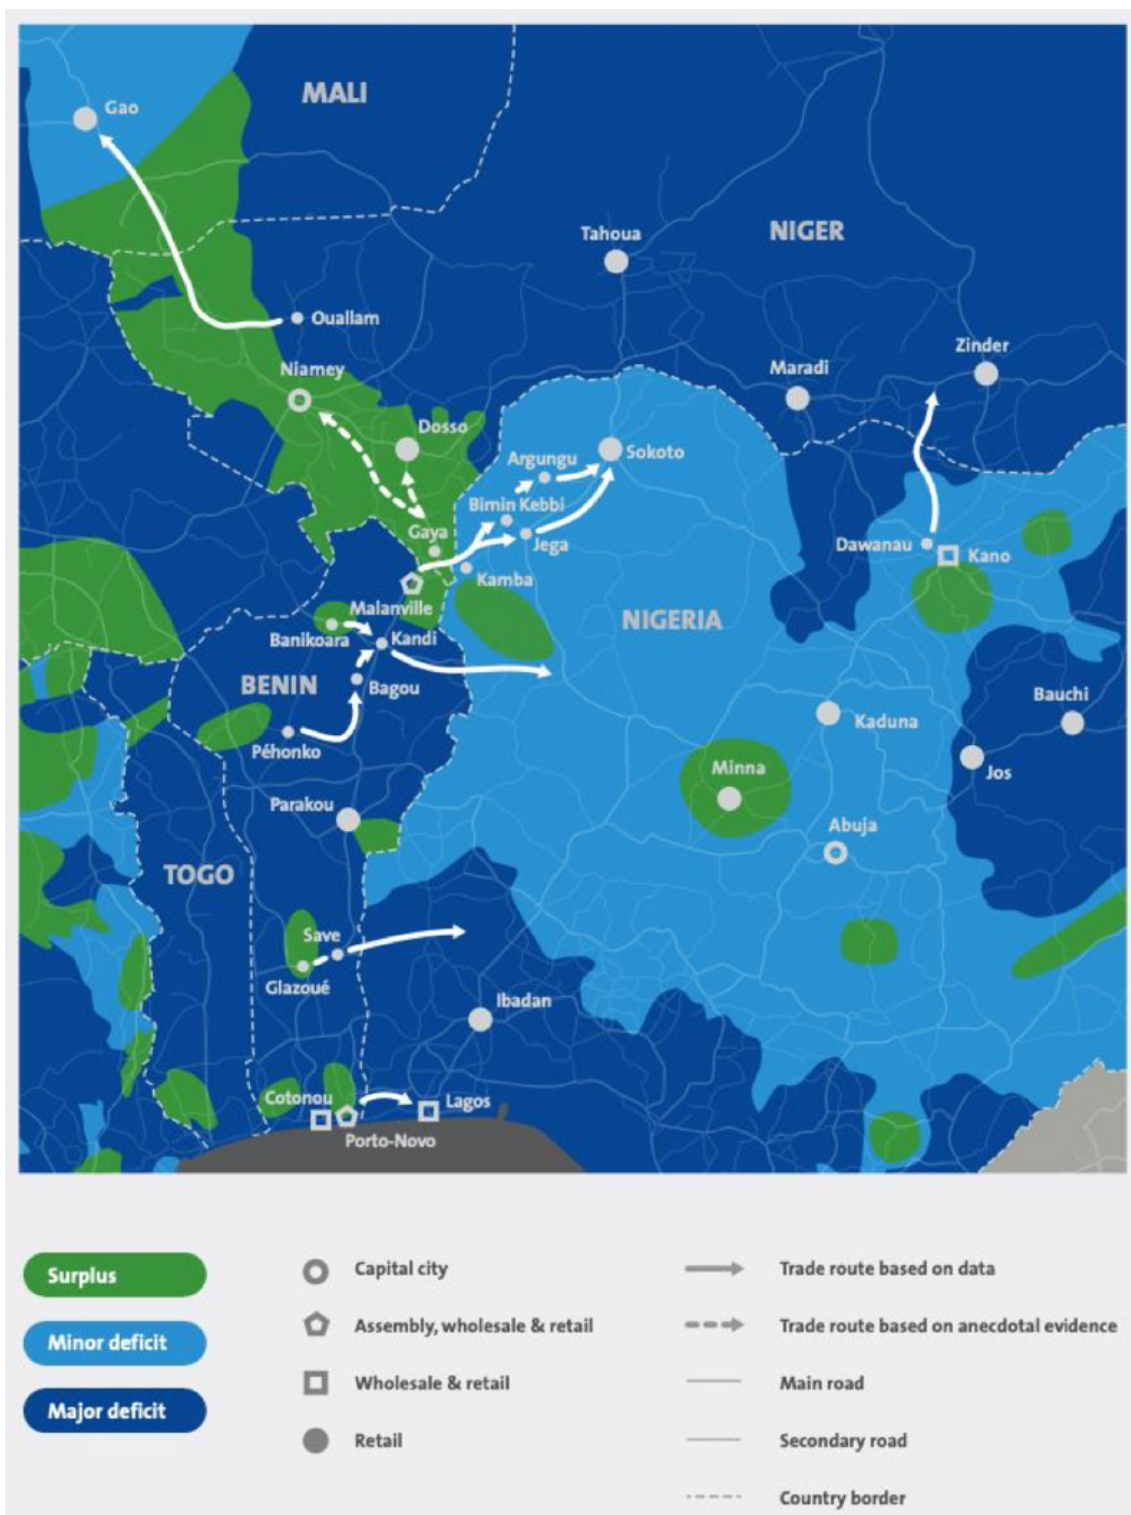 Gao
MALI
Tahoua
NIGER
Ouallam
Zinder
Niamey
Maradi
Dosso
Argungu
Sokoto
Birnin Kebbi
Gaya
Jega
Dawanau
Kano
Kamba
Malanville
NIGERIA
Banikoara
Kandi
BENIN
Bagou
Bauchi
Kaduna
Péhonko
Minna
Jos
Parakou
Abuja
TOGO
Save
Glazoué
Ibadan
Cotonou
Lagos
Porto-Novo
Surplus
Minor deficit
Major deficit
Capital city
Assembly, wholesale & retail
Wholesale & retail
Retail
Trade route based on data
Trade route based on anecdotal evidence
Main road
Secondary road
Country border